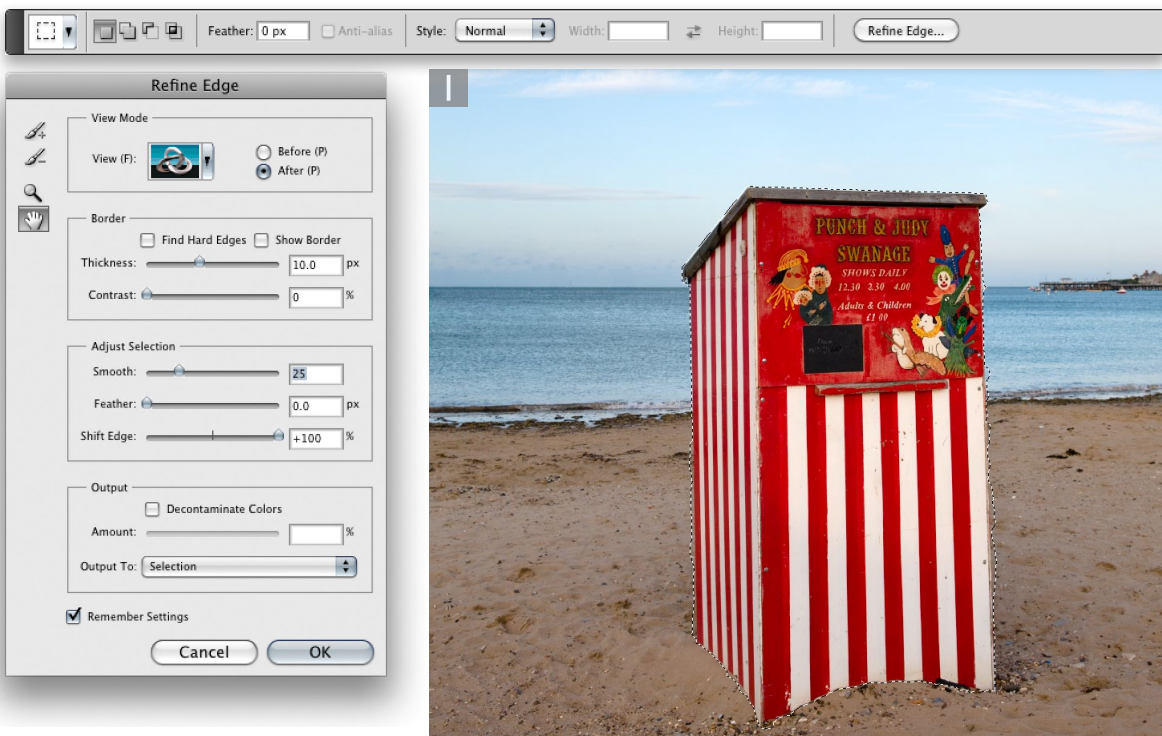 Feather: 0 px Anti-alias Style: Normal Width: Height: Refine Edge...
Refine Edge
View Mode
View (F):
Before (P)
After (P)
Border
Find Hard Edges Show Border
Thickness: 10.0 px
Contrast: 0 %
Adjust Selection
Smooth: 25
Feather: 0.0 px
Shift Edge: +100 %
Output
Decontaminate Colors
Amount: %
Output To: Selection
Remember Settings
Cancel OK
PUNCH & JUDY
SWANAGE
SHOWS DAILY
12.30 2.30 4.00
Adults & Children
£1.00